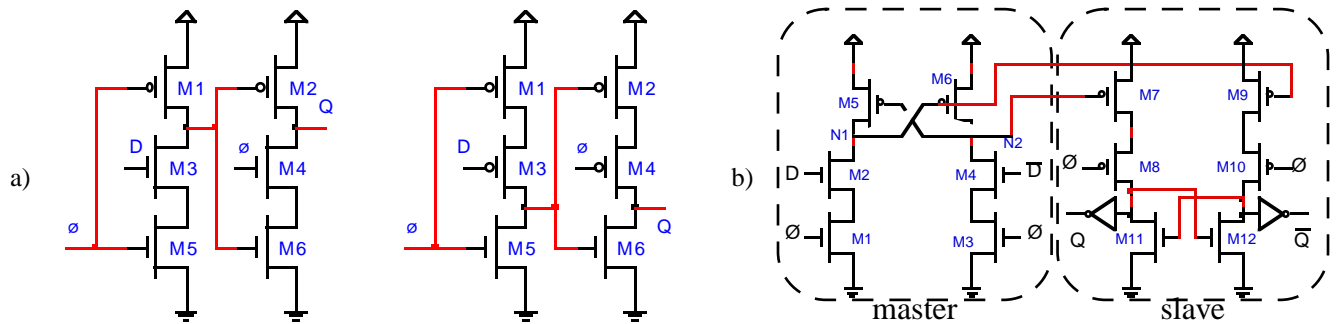 a)
M1
M2
Q
D
M3
ø
M4
ø
M5
M6
M1
M2
D
M3
ø
M4
ø
M5
Q
M6
b)
M5
M6
N1
N2
D
M2
M4
D̅
Ø
M1
M3
Ø
master
M7
M9
Ø
M8
M10
Ø
Q
M11
M12
Q̅
slave